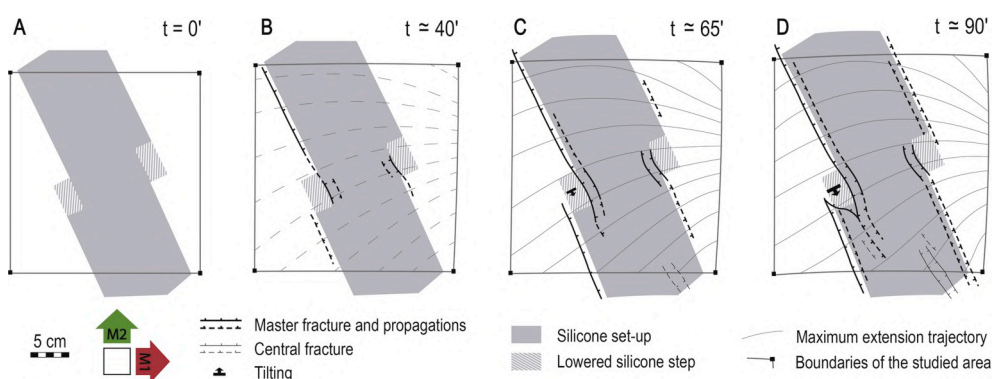 A
t = 0'
B
t ≃ 40'
C
t ≃ 65'
D
t ≃ 90'
5 cm
M2
M1
Master fracture and propagations
Central fracture
Tilting
Silicone set-up
Lowered silicone step
Maximum extension trajectory
Boundaries of the studied area